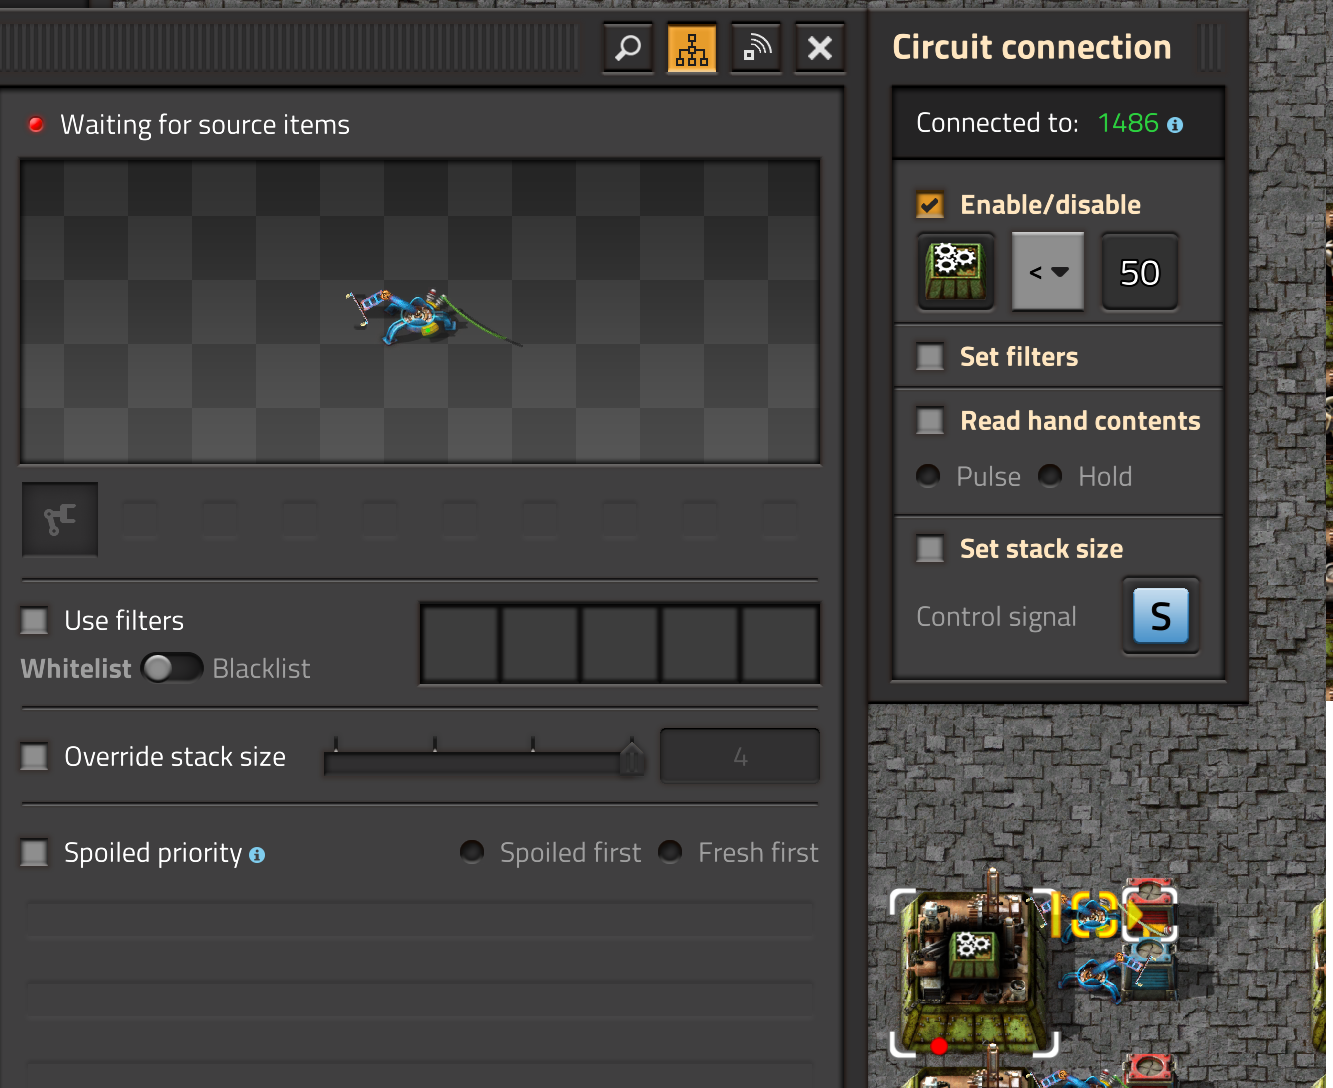 Circuit connection
Waiting for source items
Connected to: 1486
Enable/disable
< 50
Set filters
Read hand contents
Pulse Hold
Set stack size
Control signal S
Use filters
Whitelist Blacklist
Override stack size 4
Spoiled priority Spoiled first Fresh first